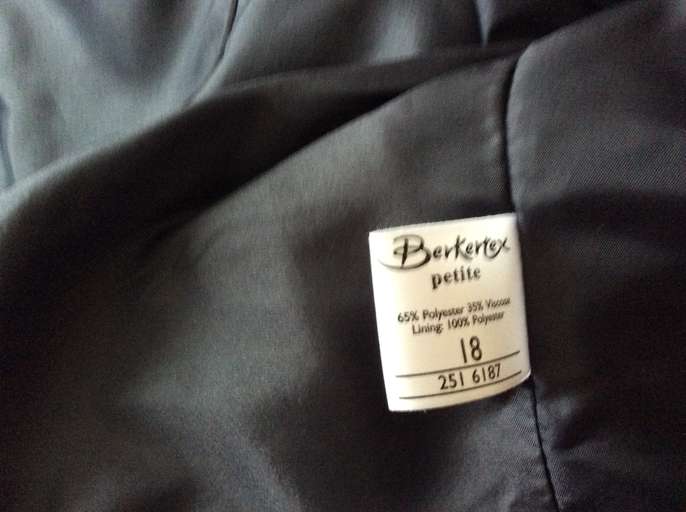 Berkertex
petite
65% Polyester 35% Viscose
Lining: 100% Polyester
18
251 6187